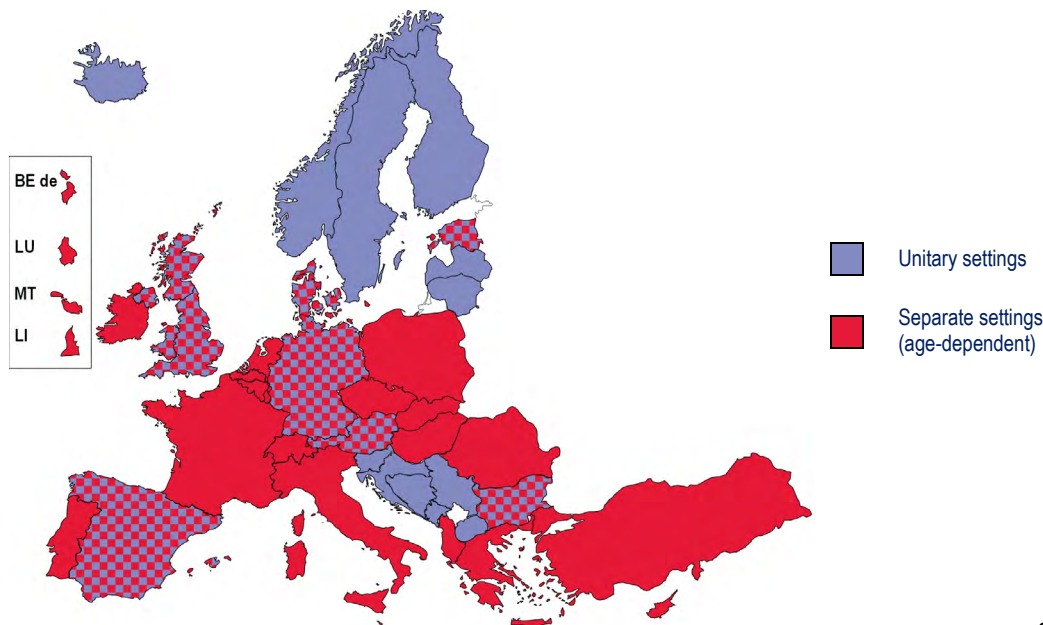 BE de
LU
MT
LI
Unitary settings
Separate settings
(age-dependent)